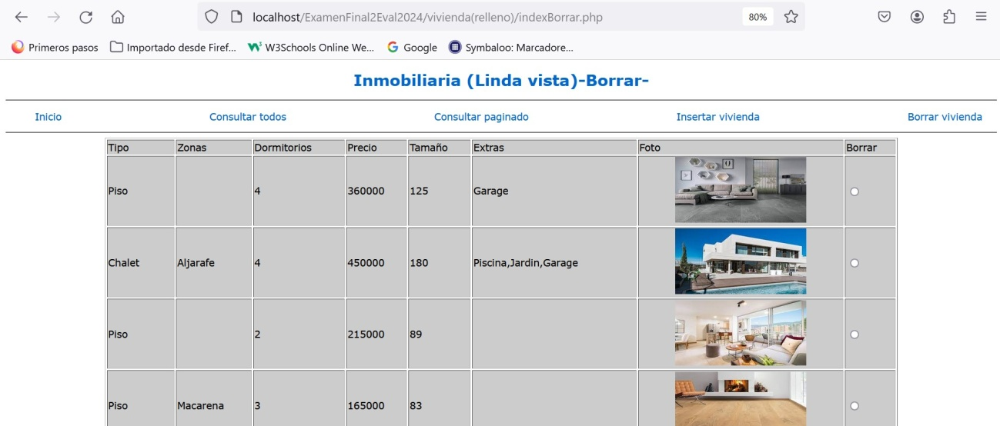 localhost/ExamenFinal2Eval2024/vivienda(relleno)/indexBorrar.php 80%
Primeros pasos Importado desde Firef... W3Schools Online We... Google Symbaloo: Marcadore...
Inmobiliaria (Linda vista)-Borrar-
Inicio Consultar todos Consultar paginado Insertar vivienda Borrar vivienda
Tipo Zonas Dormitorios Precio Tamaño Extras Foto Borrar
Piso 4 360000 125 Garage
Chalet Aljarafe 4 450000 180 Piscina,Jardin,Garage
Piso 2 215000 89
Piso Macarena 3 165000 83